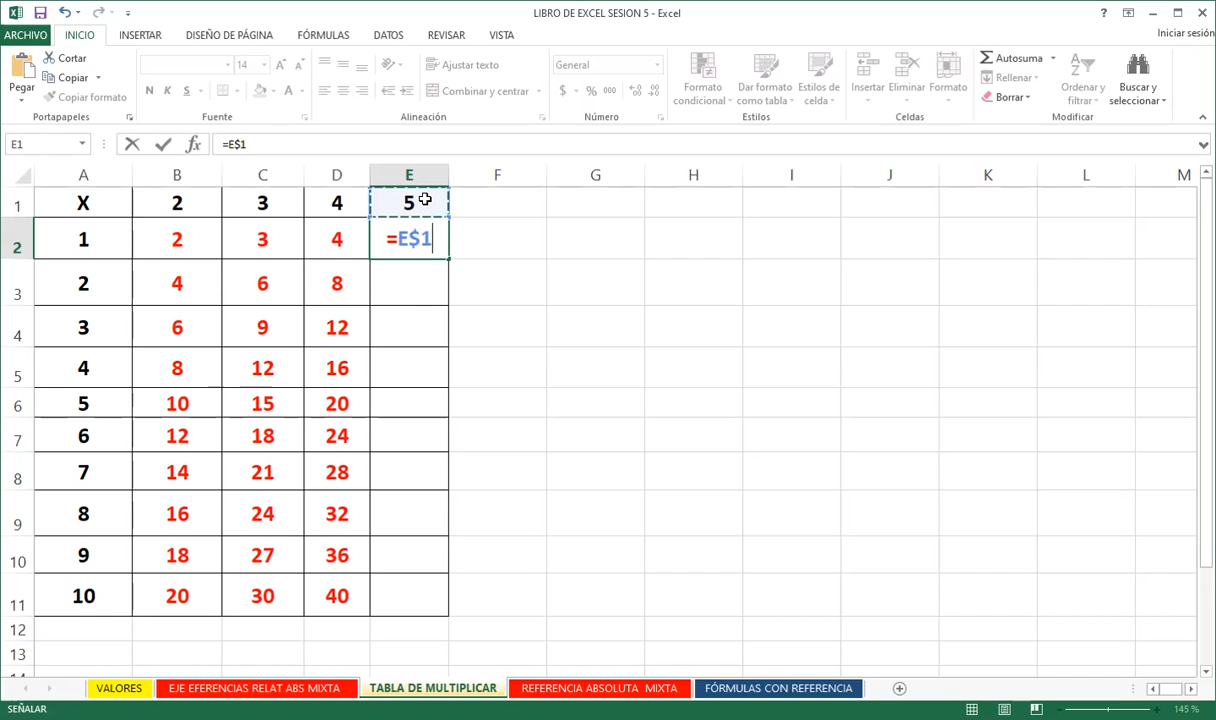 LIBRO DE EXCEL SESION 5 - Excel
ARCHIVO INICIO INSERTAR DISEÑO DE PÁGINA FÓRMULAS DATOS REVISAR VISTA Iniciar sesión
Pegar
Cortar
Copiar
Copiar formato
14
N K S
Ajustar texto
Combinar y centrar
General
$ % 000
Formato condicional
Dar formato como tabla
Estilos de celda
Insertar Eliminar Formato
Autosuma
Rellenar
Borrar
Ordenar y filtrar
Buscar y seleccionar
Portapapeles Fuente Alineación Número Estilos Celdas Modificar
E1 fx =E$1
A B C D E F G H I J K L M
1 X 2 3 4 5
2 1 2 3 4 =E$1
3 2 4 6 8
4 3 6 9 12
5 4 8 12 16
6 5 10 15 20
7 6 12 18 24
8 7 14 21 28
9 8 16 24 32
10 9 18 27 36
11 10 20 30 40
12
13
VALORES EJE EFERENCIAS RELAT ABS MIXTA TABLA DE MULTIPLICAR REFERENCIA ABSOLUTA MIXTA FÓRMULAS CON REFERENCIA
SEÑALAR 145 %